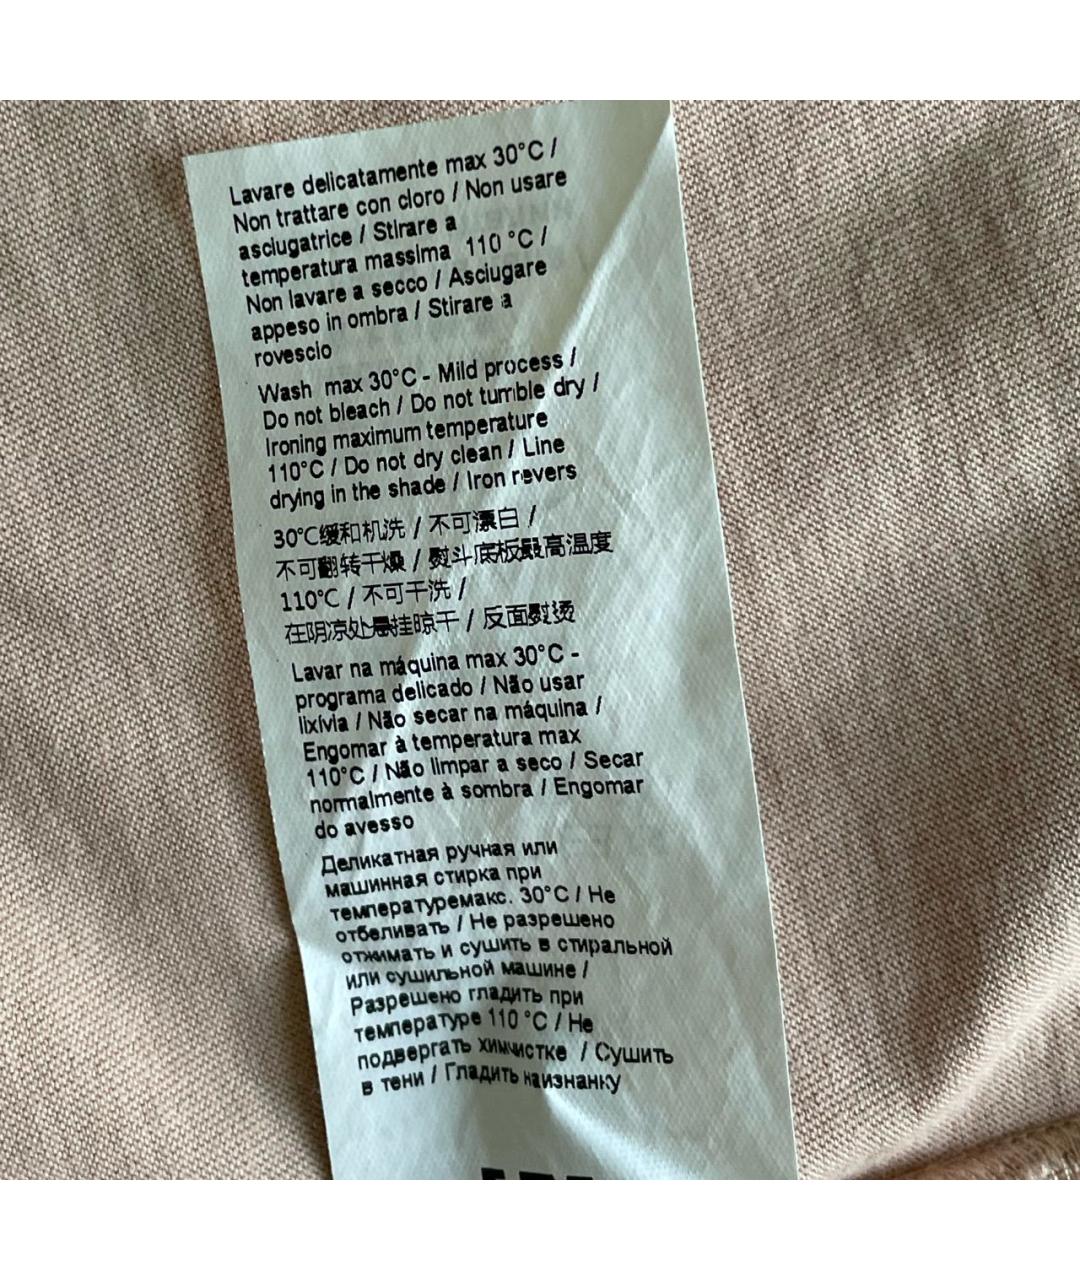 Lavare delicatamente max 30°C /
Non trattare con cloro / Non usare
asciugatrice / Stirare a
temperatura massima 110 °C /
Non lavare a secco / Asciugare
appeso in ombra / Stirare a
rovescio
Wash max 30°C - Mild process /
Do not bleach / Do not tumble dry /
Ironing maximum temperature
110°C / Do not dry clean / Line
drying in the shade / Iron revers
30°C缓和机洗 / 不可漂白 /
不可翻转干燥 / 熨斗底板最高温度
110°C / 不可干洗 /
在阴凉处悬挂晾干 / 反面熨烫
Lavar na máquina max 30°C -
programa delicado / Não usar
lixívia / Não secar na máquina /
Engomar à temperatura max
110°C / Não limpar a seco / Secar
normalmente à sombra / Engomar
do avesso
Деликатная ручная или
машинная стирка при
температуремакс. 30°C / Не
отбеливать / Не разрешено
отжимать и сушить в стиральной
или сушильной машине /
Разрешено гладить при
температуре 110 °C / Не
подвергать химчистке / Сушить
в тени / Гладить наизнанку